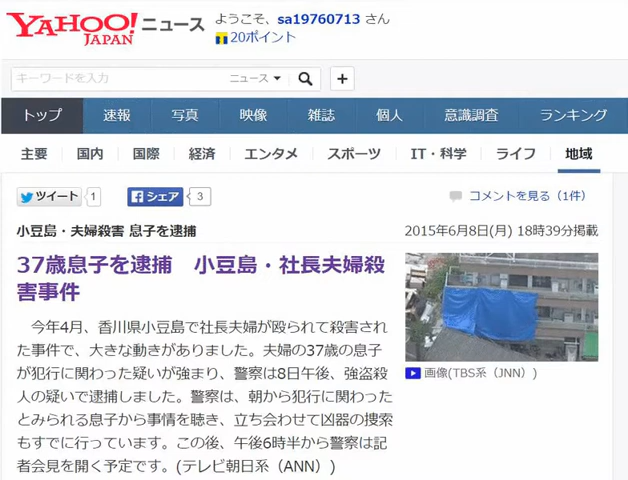 YAHOO! JAPAN ニュース
ようこそ、sa19760713 さん
20ポイント
キーワードを入力 ニュース
トップ 速報 写真 映像 雑誌 個人 意識調査 ランキング
主要 国内 国際 経済 エンタメ スポーツ IT・科学 ライフ 地域
ツイート 1 シェア 3 コメントを見る（1件）
小豆島・夫婦殺害 息子を逮捕 2015年6月8日(月) 18時39分掲載
37歳息子を逮捕　小豆島・社長夫婦殺
害事件
今年4月、香川県小豆島で社長夫婦が殴られて殺害され
た事件で、大きな動きがありました。夫婦の37歳の息子
が犯行に関わった疑いが強まり、警察は8日午後、強盗殺
人の疑いで逮捕しました。警察は、朝から犯行に関わった
とみられる息子から事情を聴き、立ち会わせて凶器の捜索
もすでに行っています。この後、午後6時半から警察は記
者会見を開く予定です。(テレビ朝日系（ANN）)
画像(TBS系（JNN）)